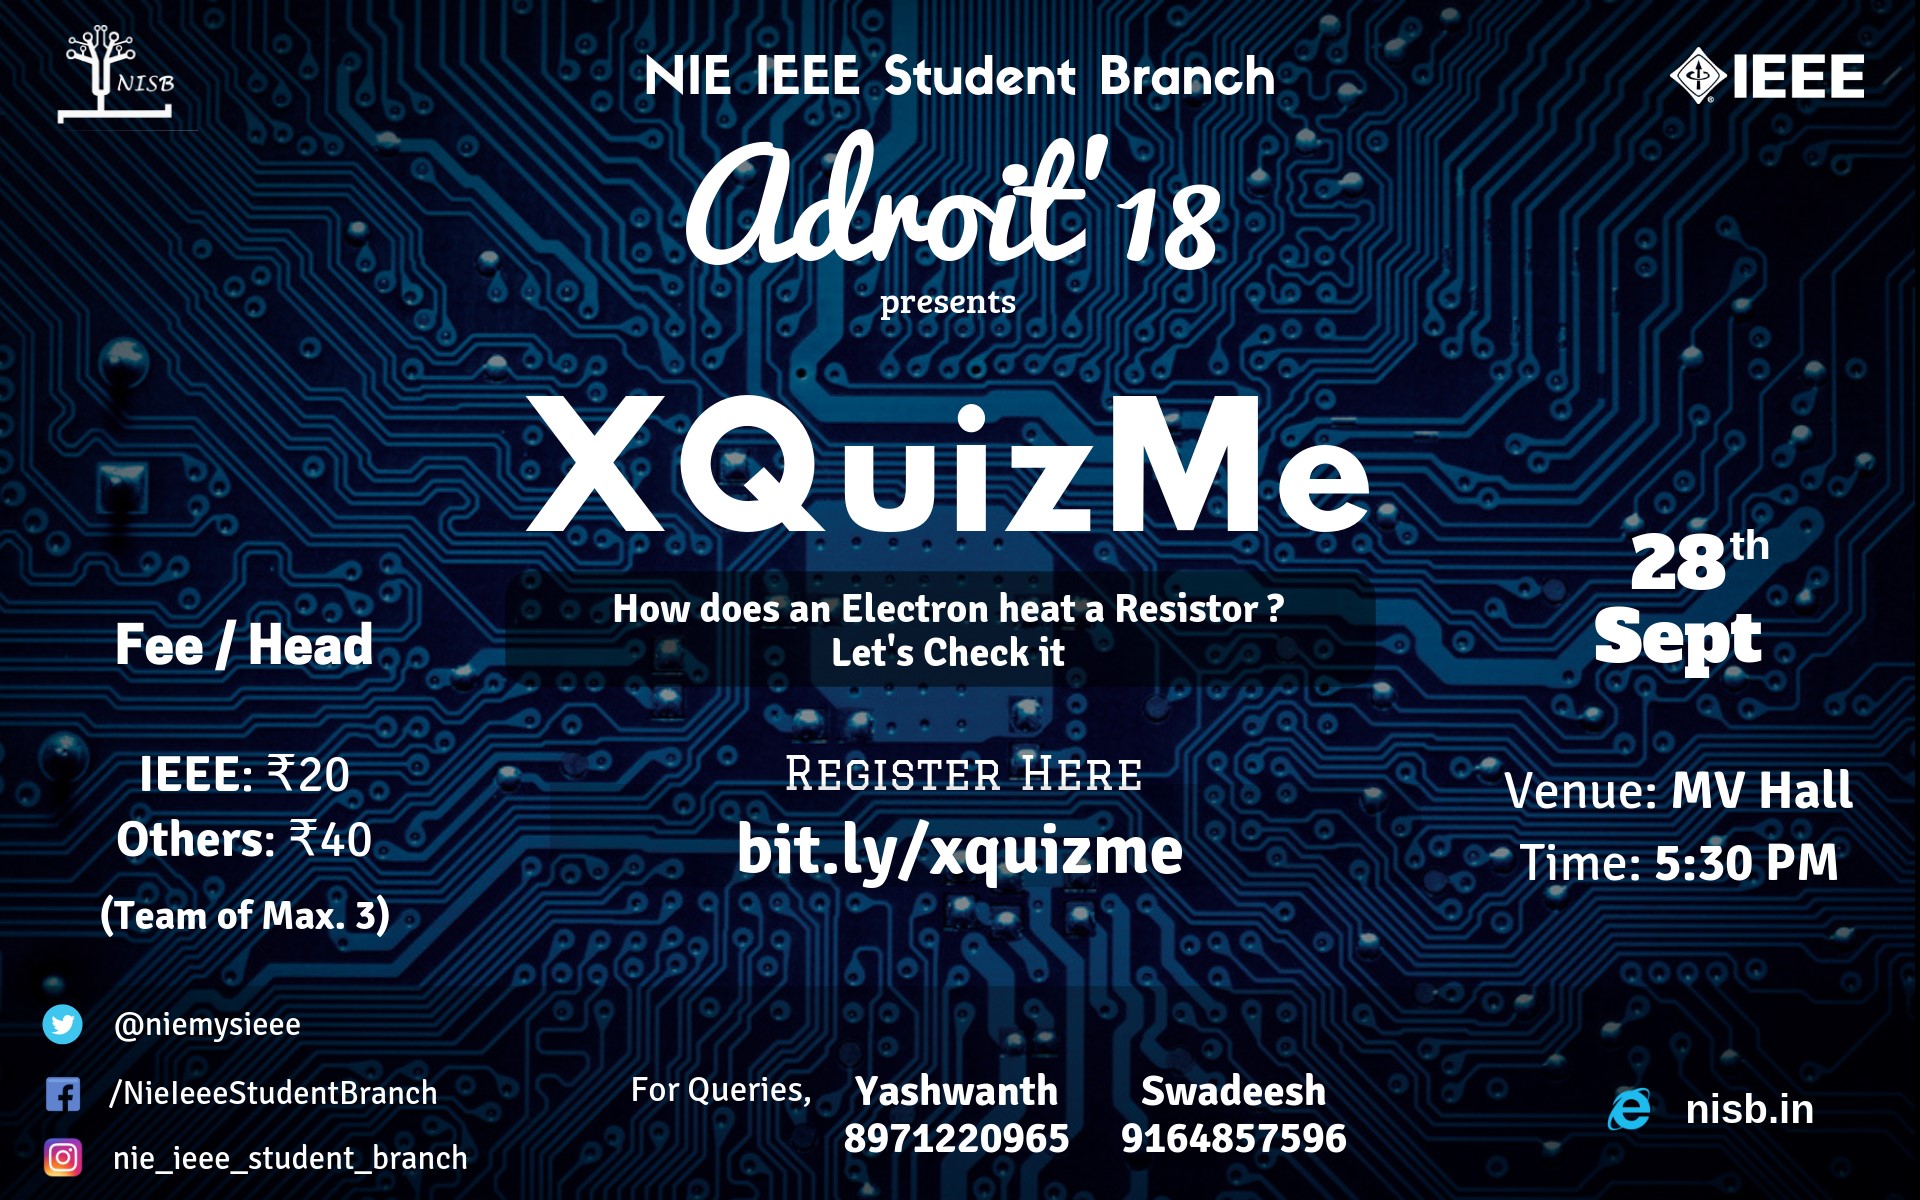 NISB
NIE IEEE Student Branch
IEEE
Adroit'18
presents
XQuizMe
How does an Electron heat a Resistor ?
Let's Check it
Fee / Head
IEEE: ₹20
Others: ₹40
(Team of Max. 3)
Register Here
bit.ly/xquizme
28th
Sept
Venue: MV Hall
Time: 5:30 PM
@niemysieee
/NieIeeeStudentBranch
nie_ieee_student_branch
For Queries,
Yashwanth
8971220965
Swadeesh
9164857596
nisb.in